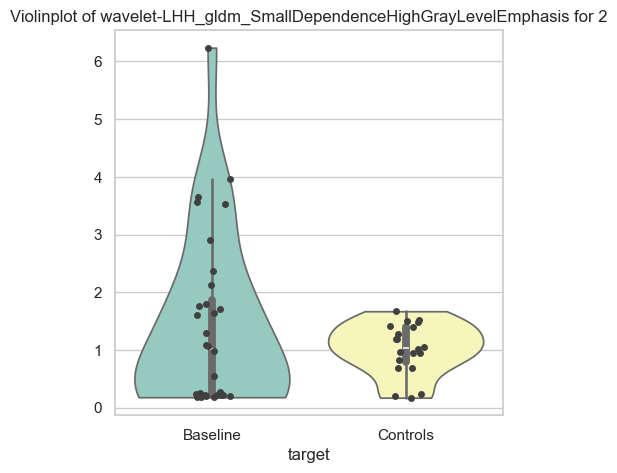 Violinplot of wavelet-LHH_gldm_SmallDependenceHighGrayLevelEmphasis for 2
6
5
4
3
2
1
0
Baseline Controls
target